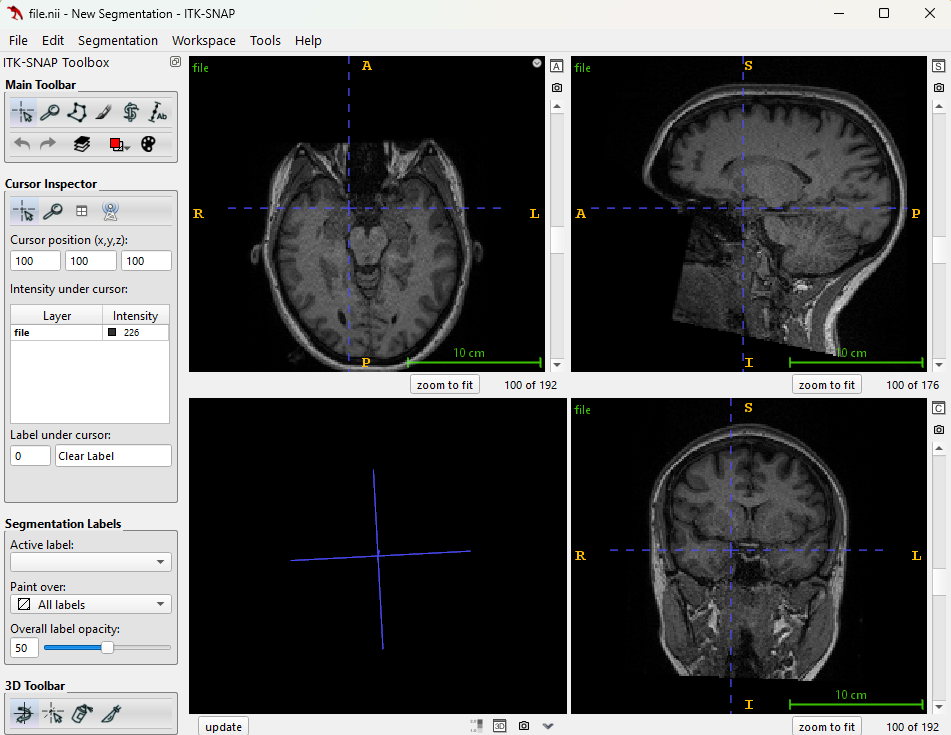 file.nii - New Segmentation - ITK-SNAP
File Edit Segmentation Workspace Tools Help
ITK-SNAP Toolbox
Main Toolbar
Ab
Cursor Inspector
Cursor position (x,y,z):
100 100 100
Intensity under cursor:
Layer Intensity
file 226
Label under cursor:
0 Clear Label
Segmentation Labels
Active label:
Paint over:
All labels
Overall label opacity:
50
3D Toolbar
file
A
A
R
L
P
10 cm
zoom to fit 100 of 192
file
S
S
A
P
I
10 cm
zoom to fit 100 of 176
update
3D
file
S
C
R
L
I
10 cm
zoom to fit 100 of 192